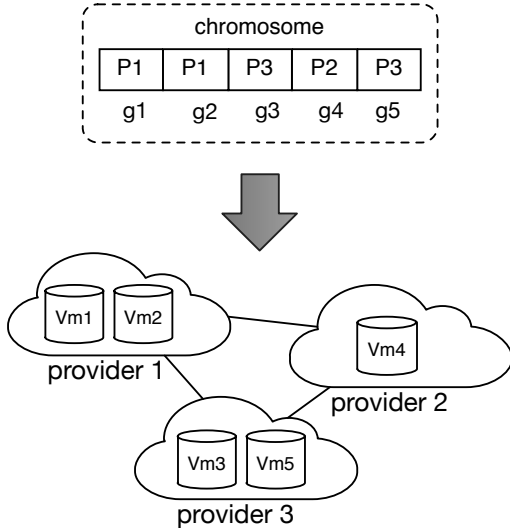 chromosome
P1 P1 P3 P2 P3
g1 g2 g3 g4 g5
Vm1 Vm2
provider 1
Vm4
provider 2
Vm3 Vm5
provider 3